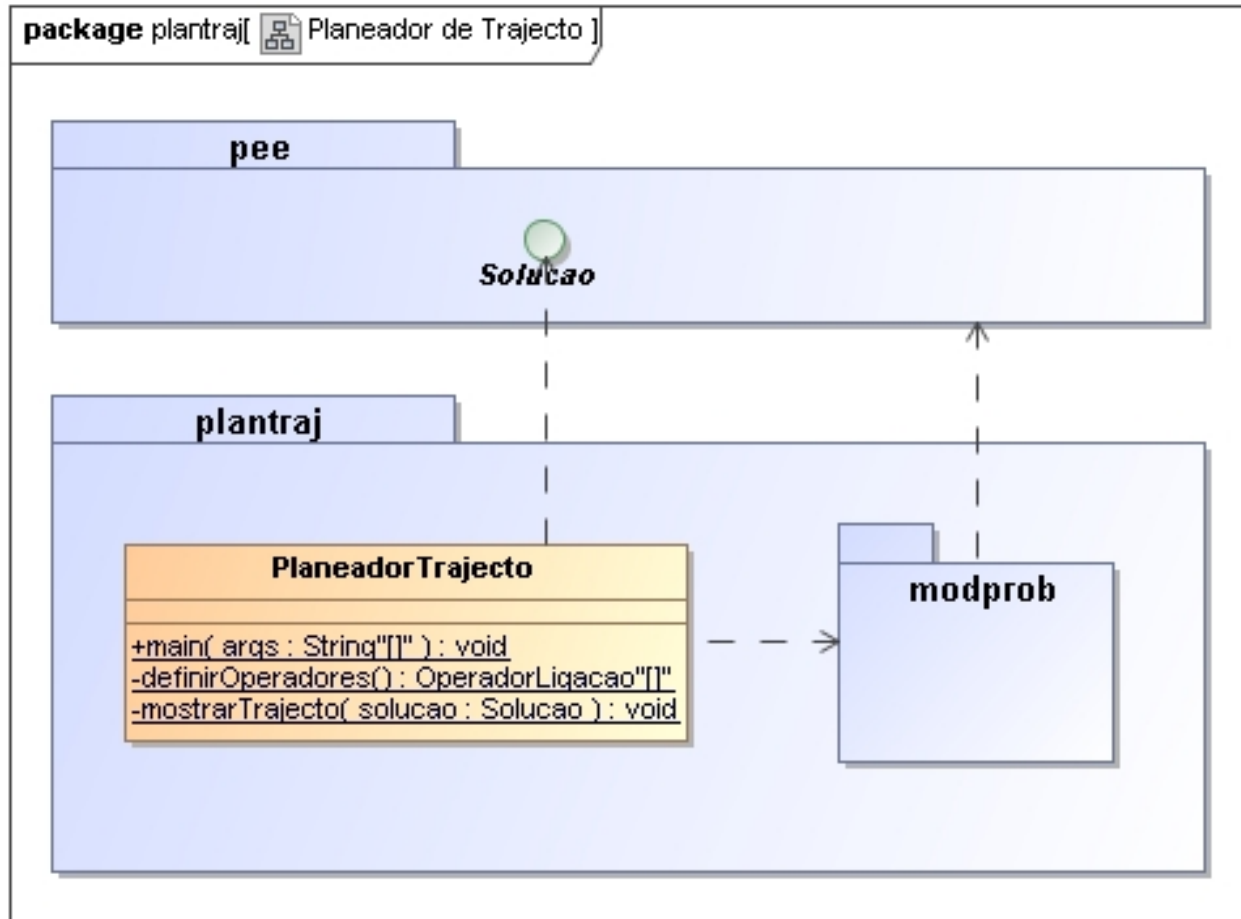 package plantraj[ Planeador de Trajecto ]
pee
Solucao
plantraj
PlaneadorTrajecto
+main( args : String"[]" ) : void
-definirOperadores() : OperadorLigacao"[]"
-mostrarTrajecto( solucao : Solucao ) : void
modprob